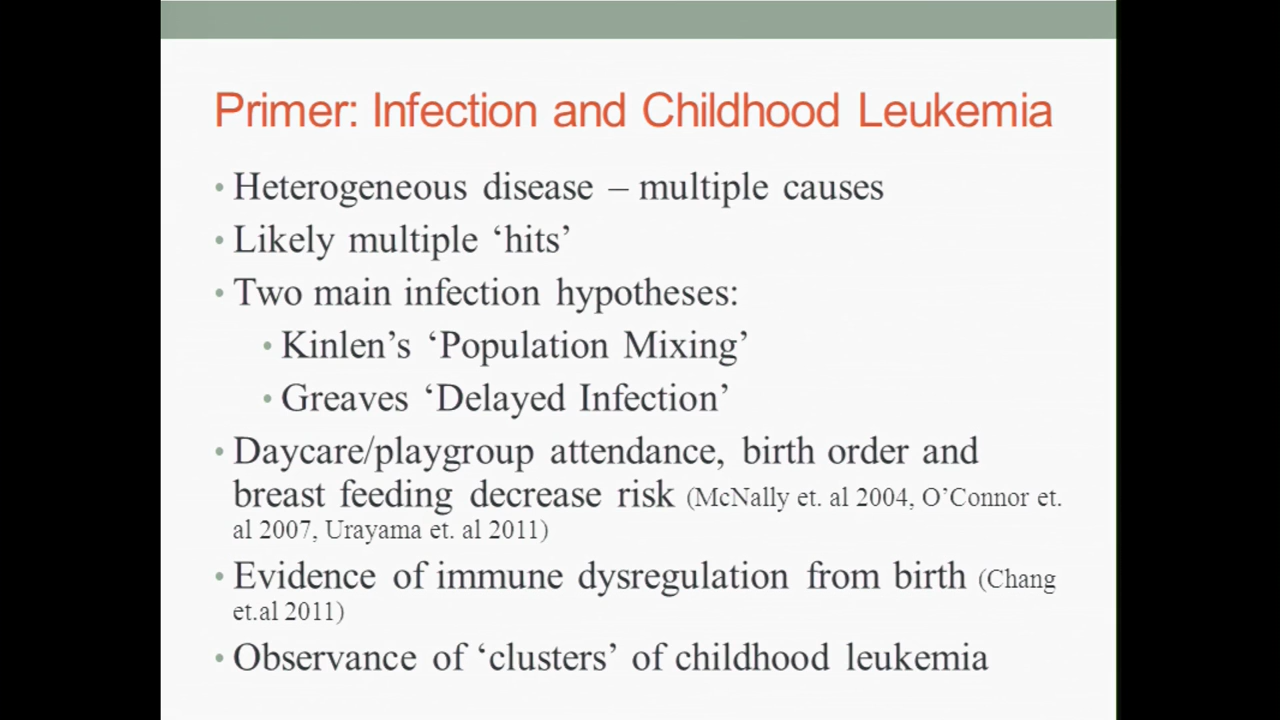 Primer: Infection and Childhood Leukemia
• Heterogeneous disease – multiple causes
• Likely multiple ‘hits’
• Two main infection hypotheses:
• Kinlen’s ‘Population Mixing’
• Greaves ‘Delayed Infection’
• Daycare/playgroup attendance, birth order and
breast feeding decrease risk (McNally et. al 2004, O’Connor et.
al 2007, Urayama et. al 2011)
• Evidence of immune dysregulation from birth (Chang
et.al 2011)
• Observance of ‘clusters’ of childhood leukemia